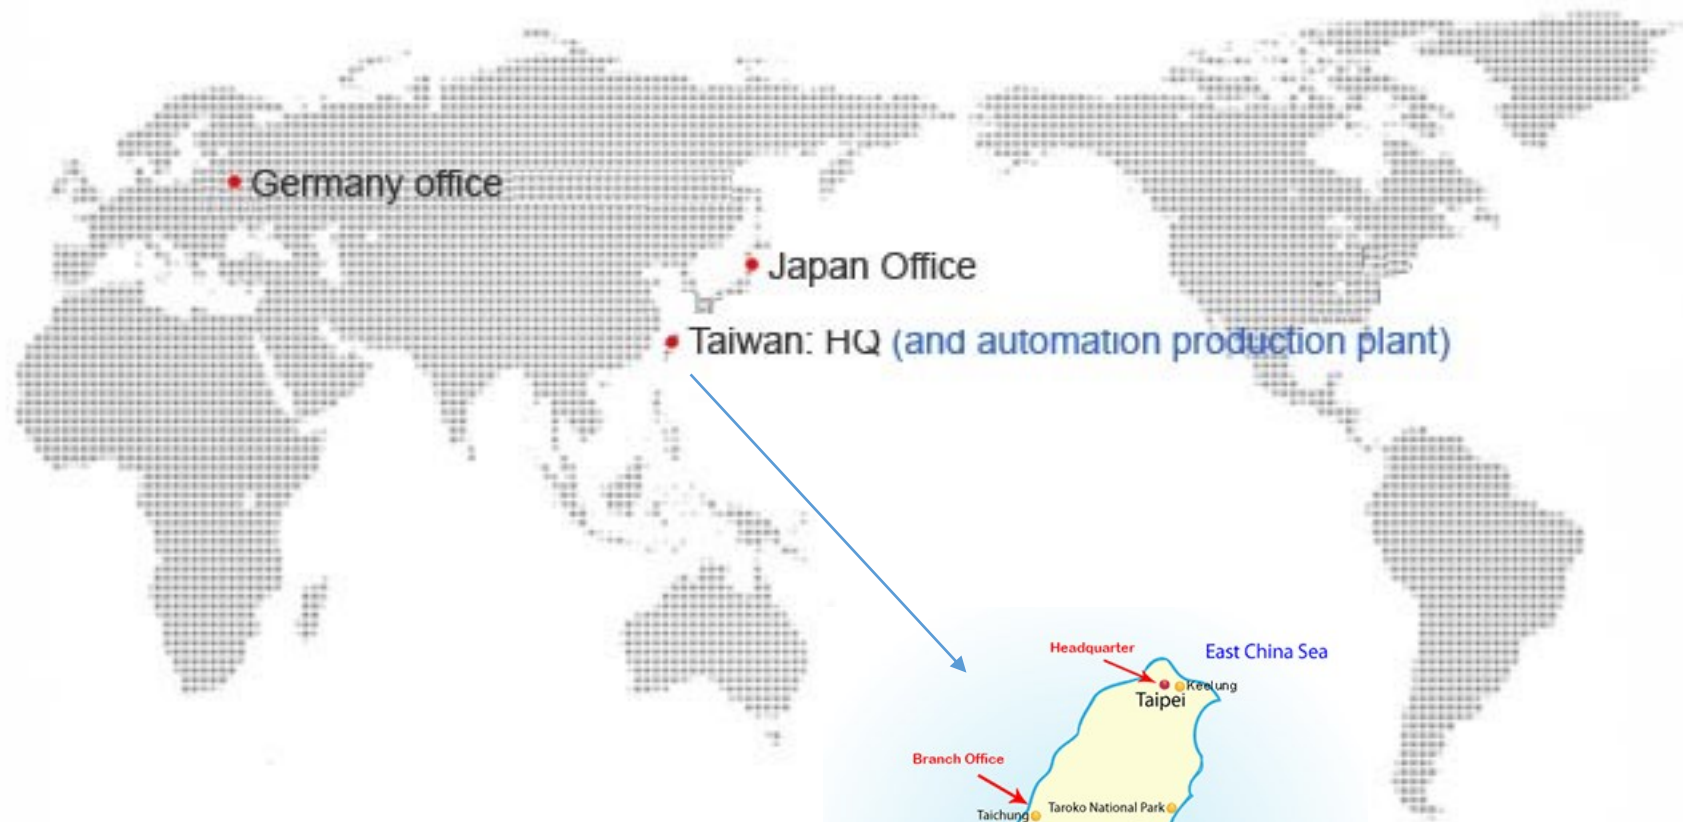 Germany office
Japan Office
Taiwan: HQ (and automation production plant)
Headquarter
East China Sea
Keelung
Taipei
Branch Office
Taroko National Park
Taichung